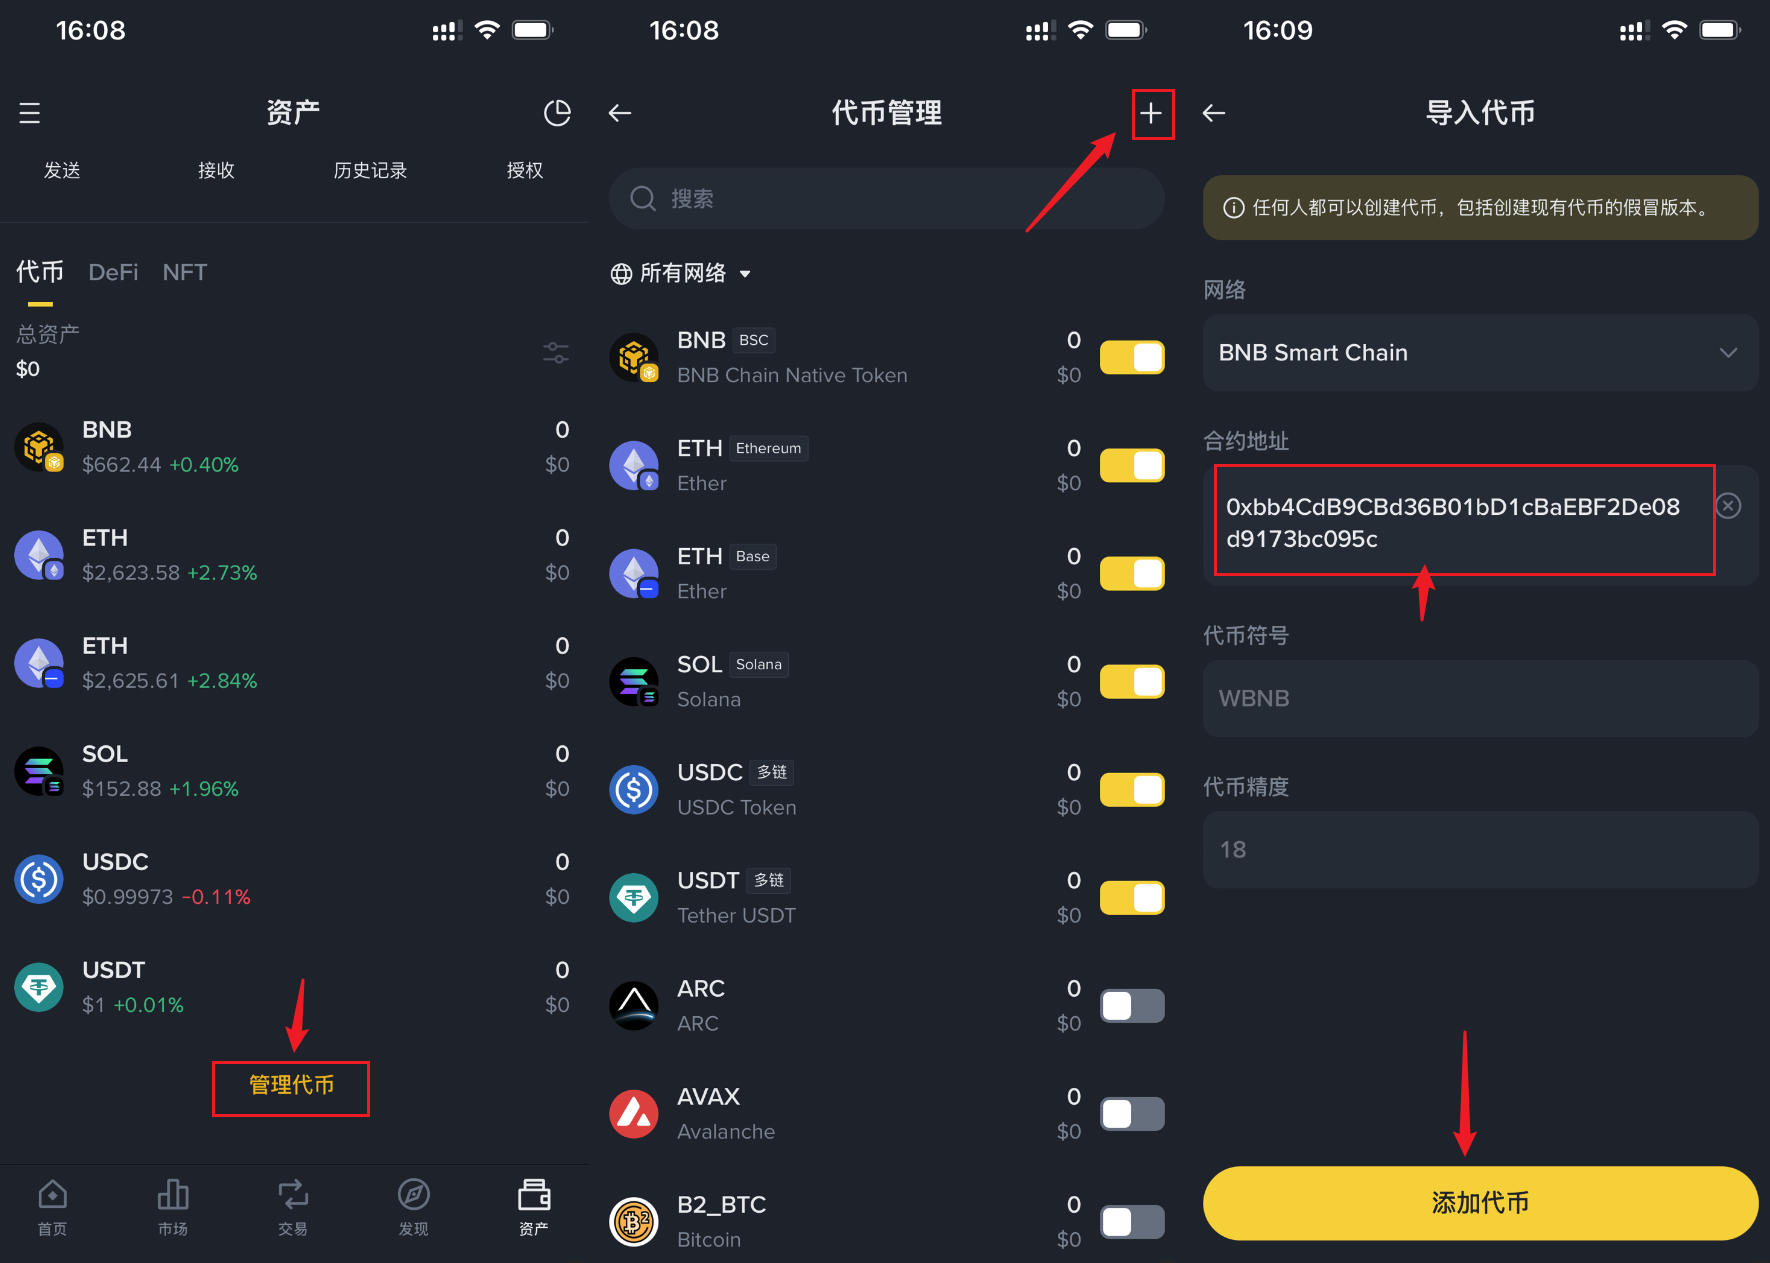 16:08
资产
发送
接收
历史记录
授权
代币
DeFi
NFT
总资产
$0
BNB
0
$662.44 +0.40%
$0
ETH
0
$2,623.58 +2.73%
$0
ETH
0
$2,625.61 +2.84%
$0
SOL
0
$152.88 +1.96%
$0
USDC
0
$0.99973 -0.11%
$0
USDT
0
$1 +0.01%
$0
管理代币
首页
市场
交易
发现
资产
16:08
代币管理
搜索
所有网络
BNB BSC
0
BNB Chain Native Token
$0
ETH Ethereum
0
Ether
$0
ETH Base
0
Ether
$0
SOL Solana
0
Solana
$0
USDC 多链
0
USDC Token
$0
USDT 多链
0
Tether USDT
$0
ARC
0
ARC
$0
AVAX
0
Avalanche
$0
B2_BTC
0
Bitcoin
$0
16:09
导入代币
任何人都可以创建代币，包括创建现有代币的假冒版本。
网络
BNB Smart Chain
合约地址
0xbb4CdB9CBd36B01bD1cBaEBF2De08
d9173bc095c
代币符号
WBNB
代币精度
18
添加代币